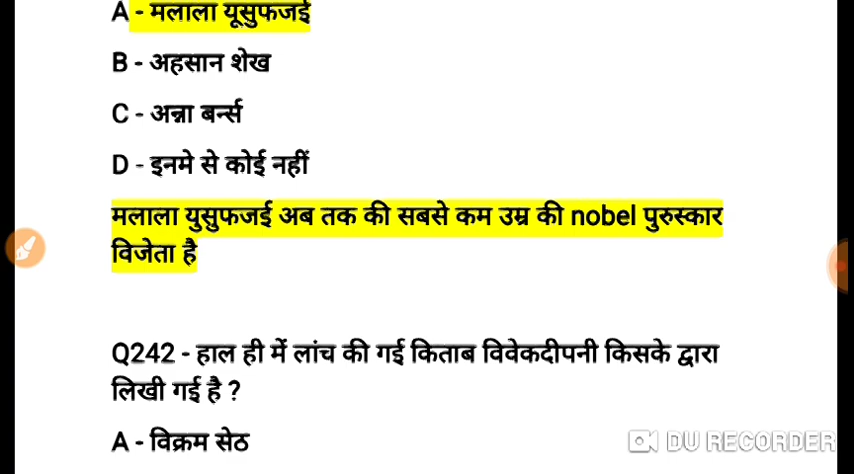 A - मलाला यूसुफजई
B - अहसान शेख
C - अन्ना बर्न्स
D - इनमे से कोई नहीं
मलाला युसुफजई अब तक की सबसे कम उम्र की nobel पुरुस्कार
विजेता है
Q242 - हाल ही में लांच की गई किताब विवेकदीपनी किसके द्वारा
लिखी गई है ?
A - विक्रम सेठ
DU RECORDER